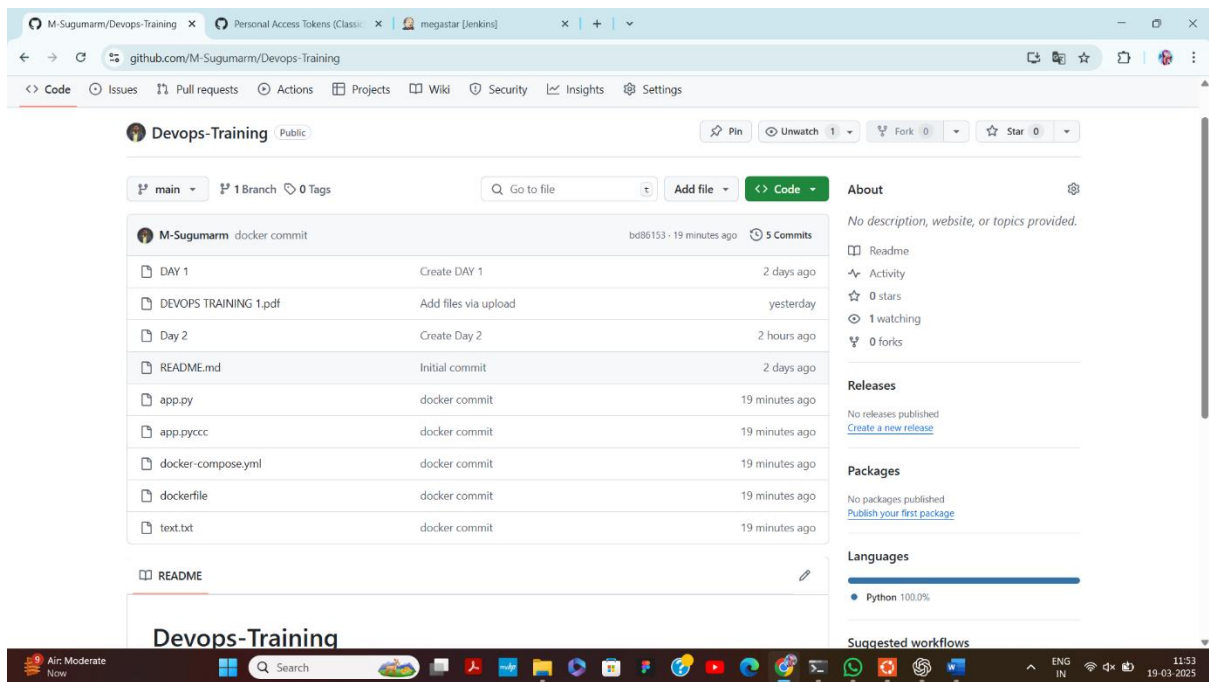 M-Sugumarm/Devops-Training
Personal Access Tokens (Classic
megastar [Jenkins]
github.com/M-Sugumarm/Devops-Training
Code Issues Pull requests Actions Projects Wiki Security Insights Settings
Devops-Training Public Pin Unwatch 1 Fork 0 Star 0
main 1 Branch 0 Tags Go to file t Add file Code
M-Sugumarm docker commit bd86153 · 19 minutes ago 5 Commits
DAY 1 Create DAY 1 2 days ago
DEVOPS TRAINING 1.pdf Add files via upload yesterday
Day 2 Create Day 2 2 hours ago
README.md Initial commit 2 days ago
app.py docker commit 19 minutes ago
app.pyccc docker commit 19 minutes ago
docker-compose.yml docker commit 19 minutes ago
dockerfile docker commit 19 minutes ago
text.txt docker commit 19 minutes ago
README
Devops-Training
About
No description, website, or topics provided.
Readme
Activity
0 stars
1 watching
0 forks
Releases
No releases published
Create a new release
Packages
No packages published
Publish your first package
Languages
Python 100.0%
Suggested workflows
9
Air: Moderate
Now
Search
ENG
IN
11:53
19-03-2025